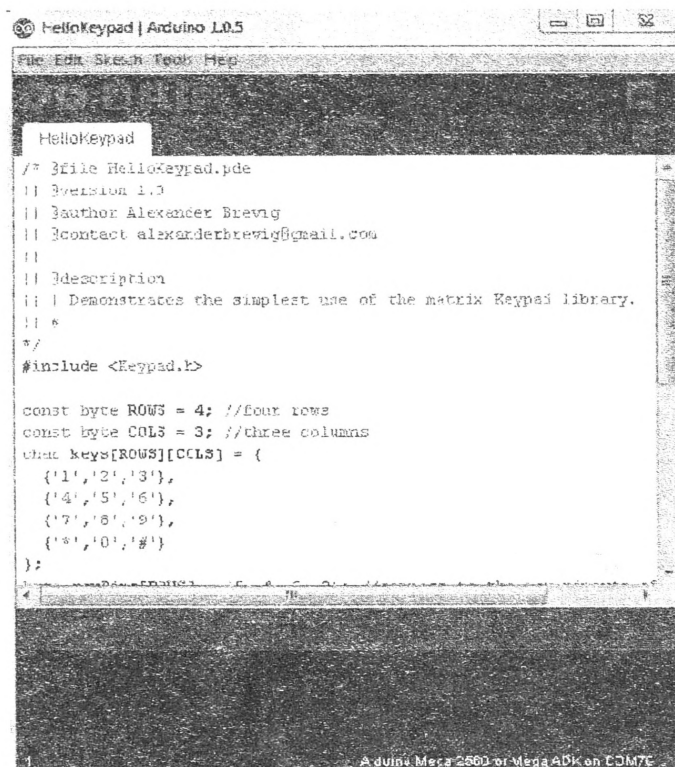 HelloKeypad | Arduino 1.0.5
File Edit Sketch Tools Help
HelloKeypad
/* @file HelloKeypad.pde
|| @version 1.0
|| @author Alexander Brevig
|| @contact alexanderbrevig@gmail.com
||
|| @description
|| | Demonstrates the simplest use of the matrix Keypad library.
|| #
*/
#include <Keypad.h>
const byte ROWS = 4; //four rows
const byte COLS = 3; //three columns
char keys[ROWS][COLS] = {
{'1','2','3'},
{'4','5','6'},
{'7','8','9'},
{'*','0','#'}
};
1
Arduino Mega 2560 or Mega ADK on